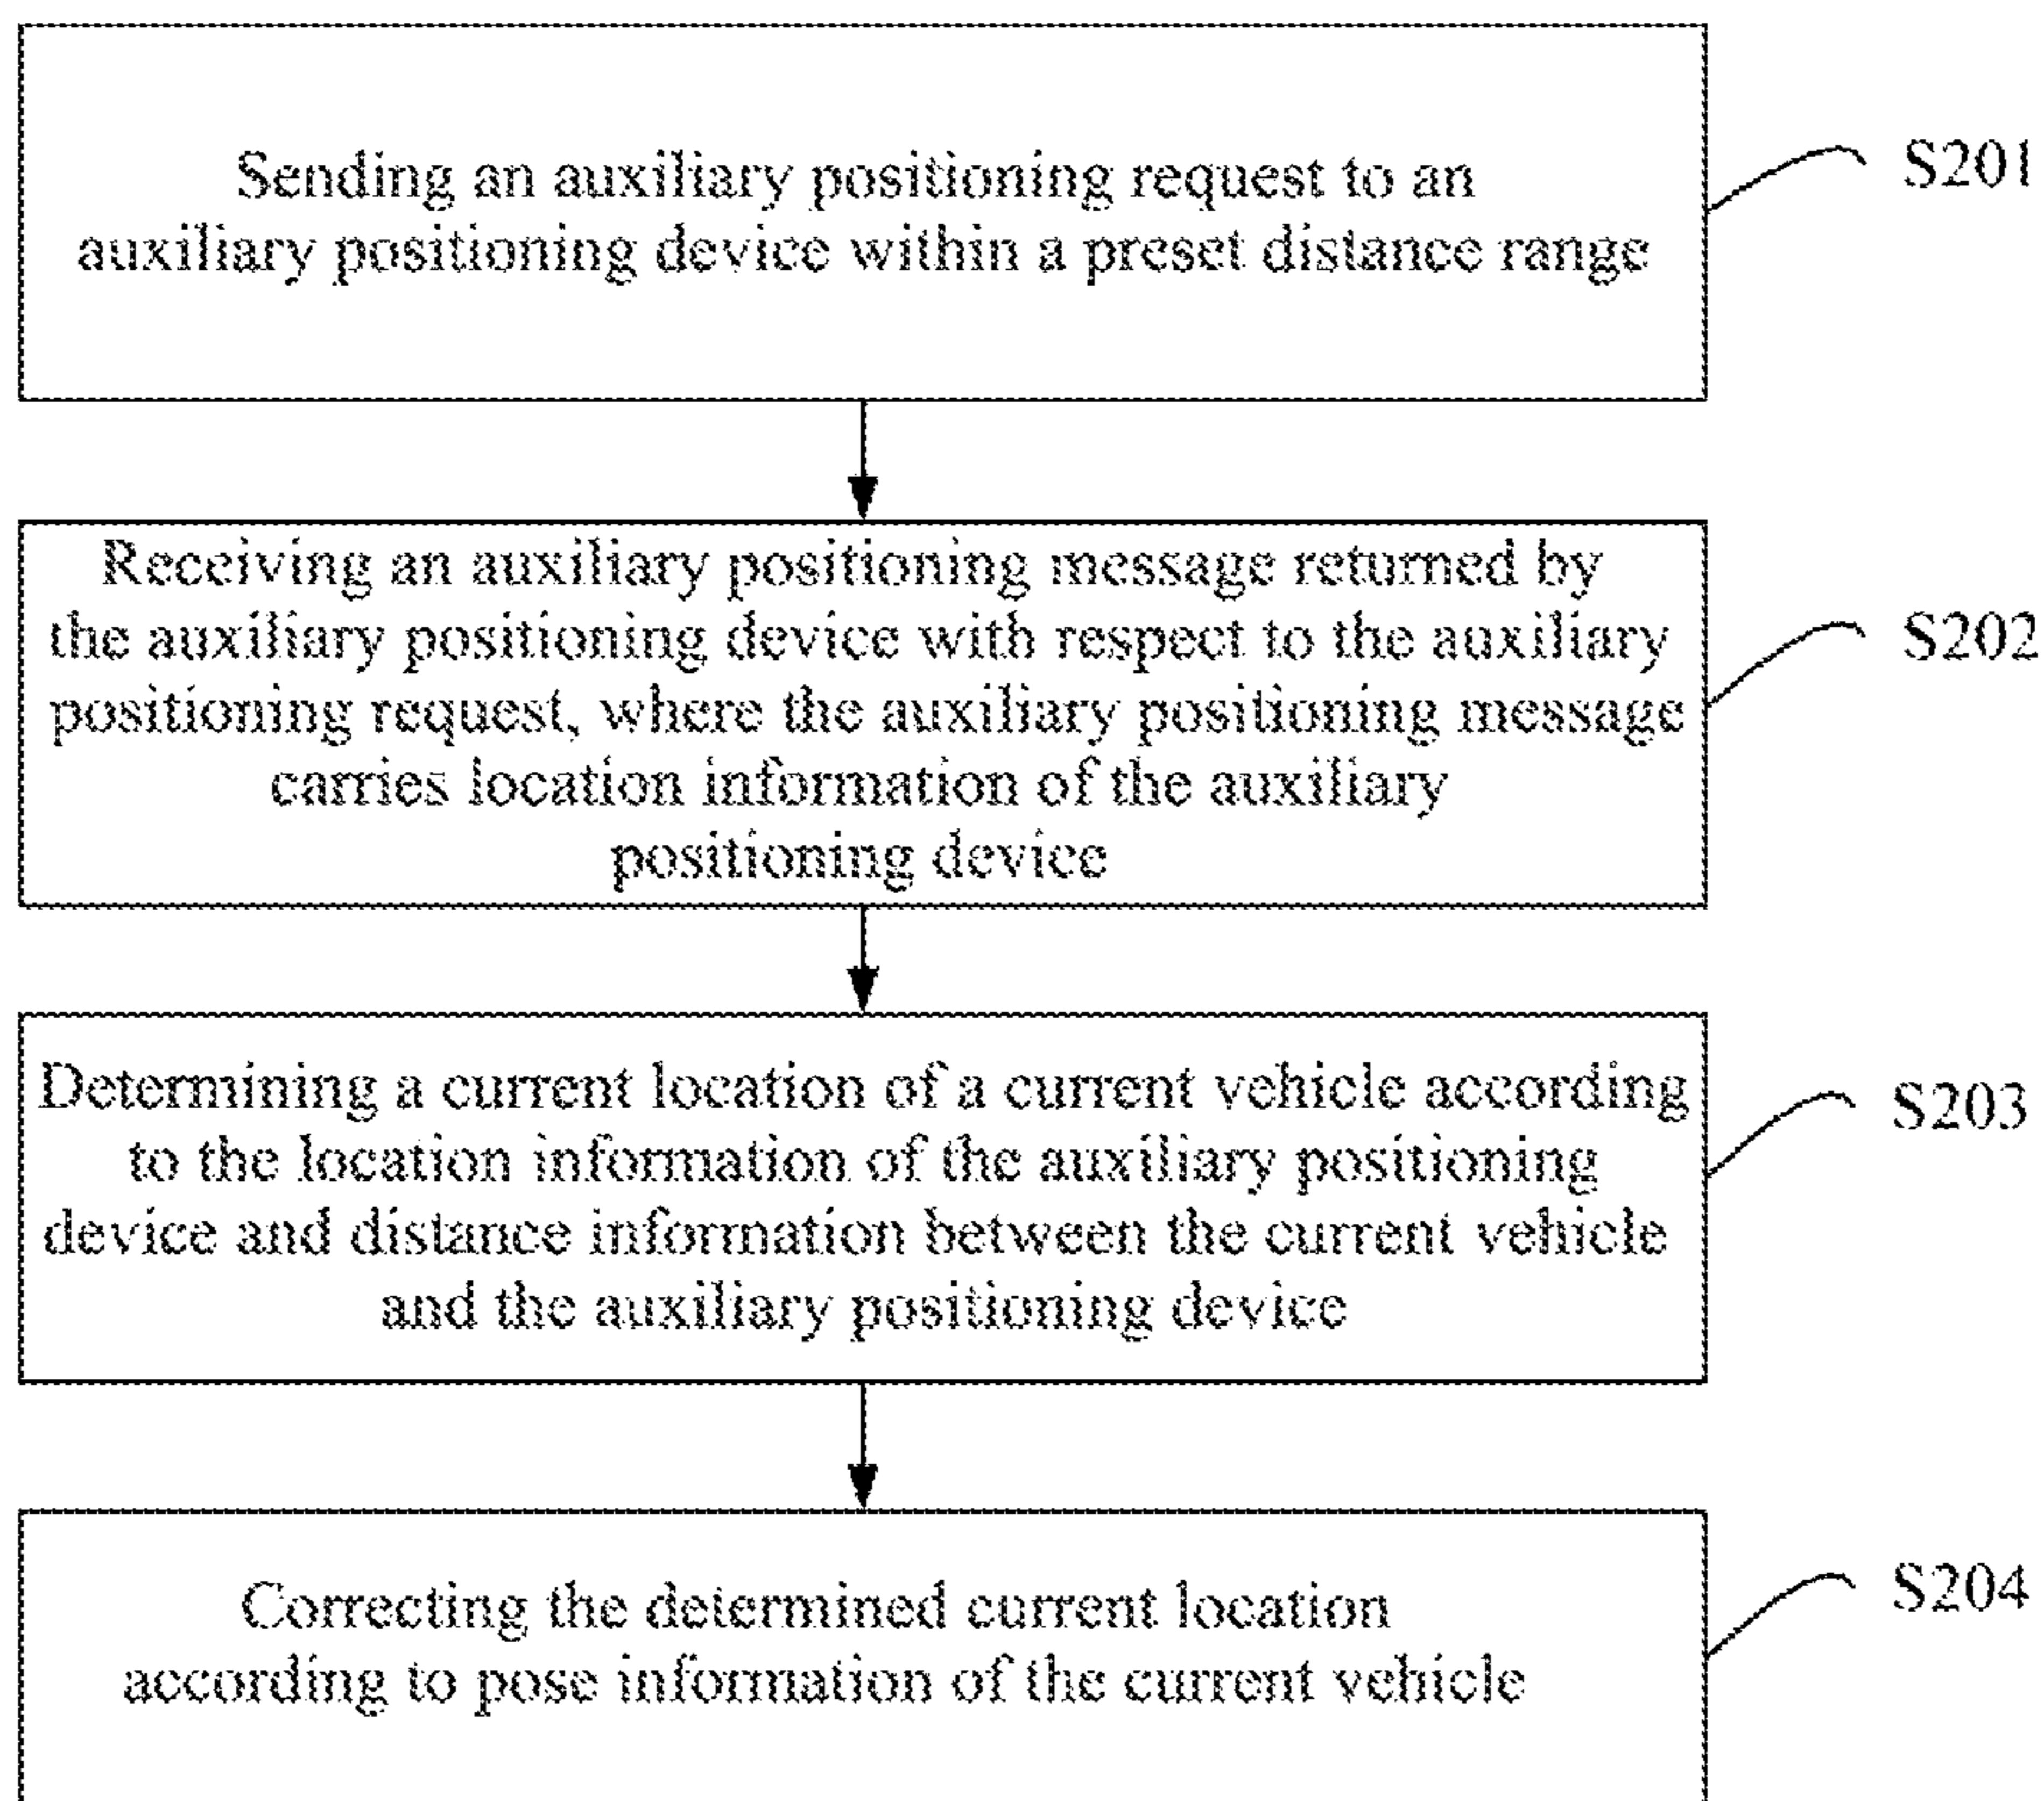 Sending an auxiliary positioning request to an
auxiliary positioning device within a preset distance range
S201
Receiving an auxiliary positioning message returned by
the auxiliary positioning device with respect to the auxiliary
positioning request, where the auxiliary positioning message
carries location information of the auxiliary
positioning device
S202
Determining a current location of a current vehicle according
to the location information of the auxiliary positioning
device and distance information between the current vehicle
and the auxiliary positioning device
S203
Correcting the determined current location
according to pose information of the current vehicle
S204